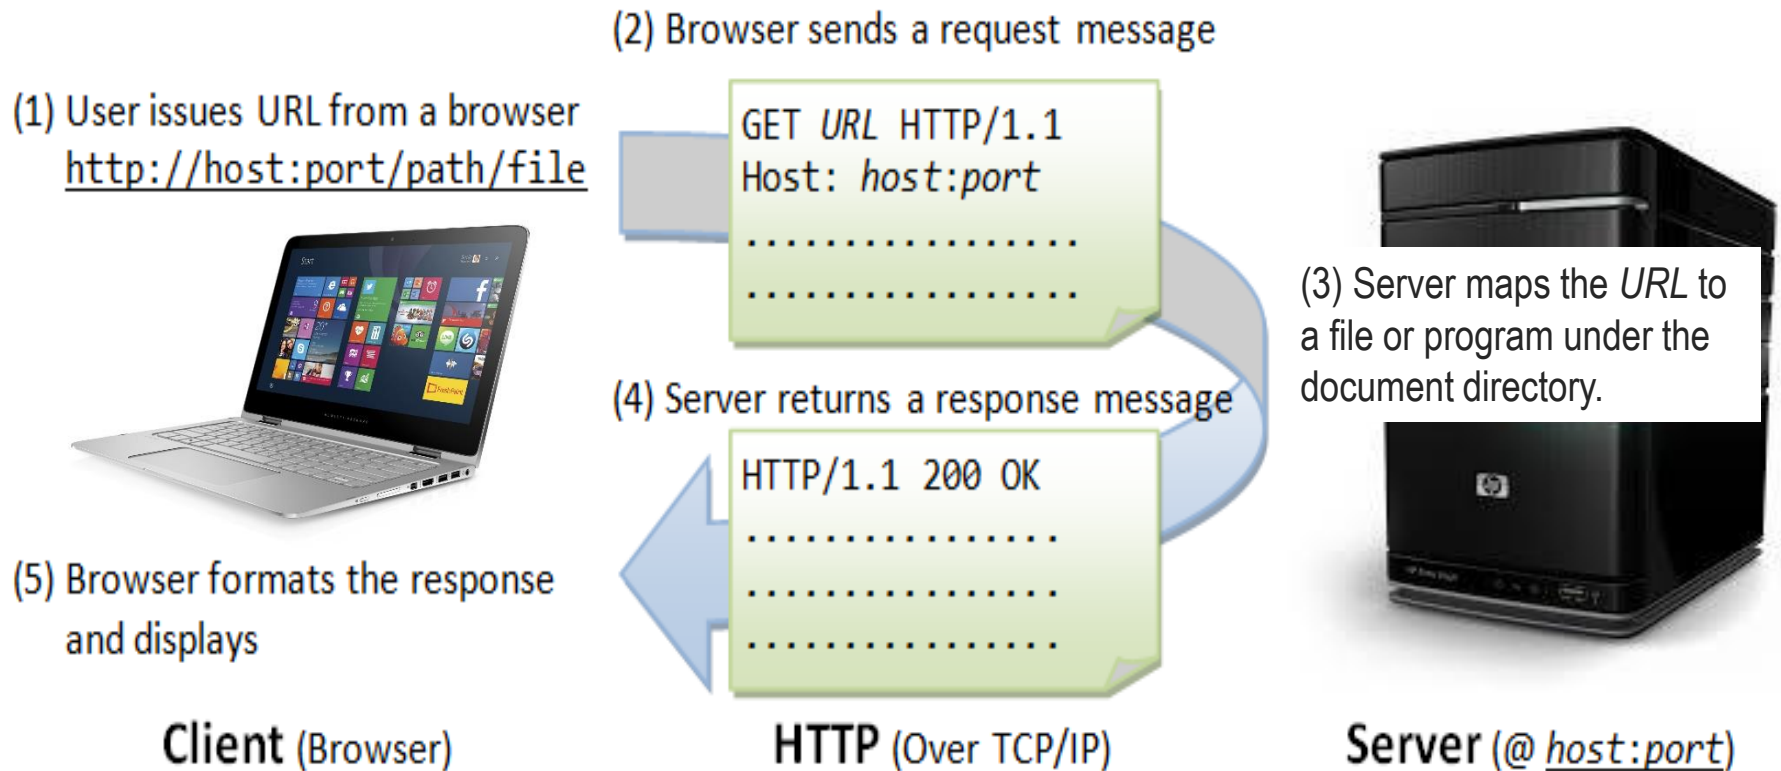 (2) Browser sends a request message
(1) User issues URL from a browser
http://host:port/path/file
GET URL HTTP/1.1
Host: host:port
.................
.................
(3) Server maps the URL to
a file or program under the
document directory.
(4) Server returns a response message
HTTP/1.1 200 OK
................
................
................
(5) Browser formats the response
and displays
Start
hp
Client (Browser)
HTTP (Over TCP/IP)
Server (@ host:port)